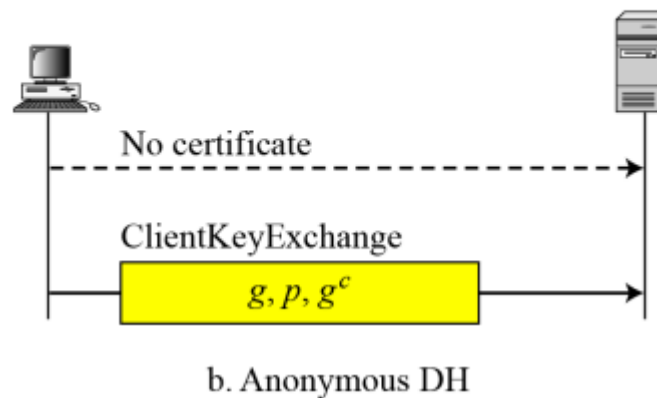 No certificate
ClientKeyExchange
g, p, g^c
b. Anonymous DH